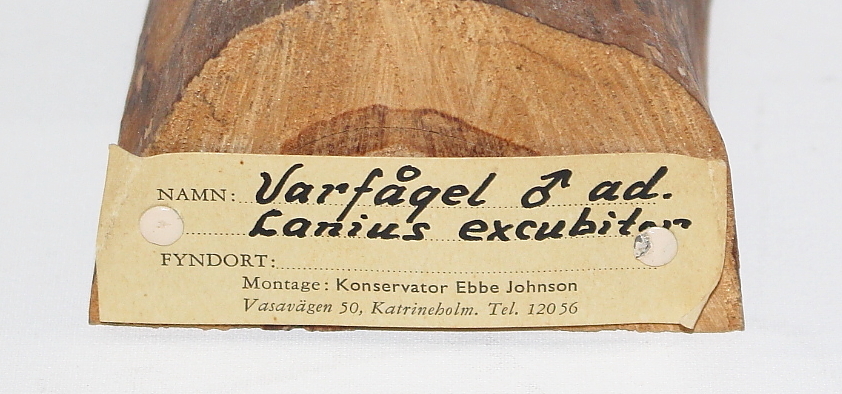 NAMN: Varfågel ♂ ad.
Lanius excubitor
FYNDORT:
Montage: Konservator Ebbe Johnson
Vasavägen 50, Katrineholm. Tel. 12056